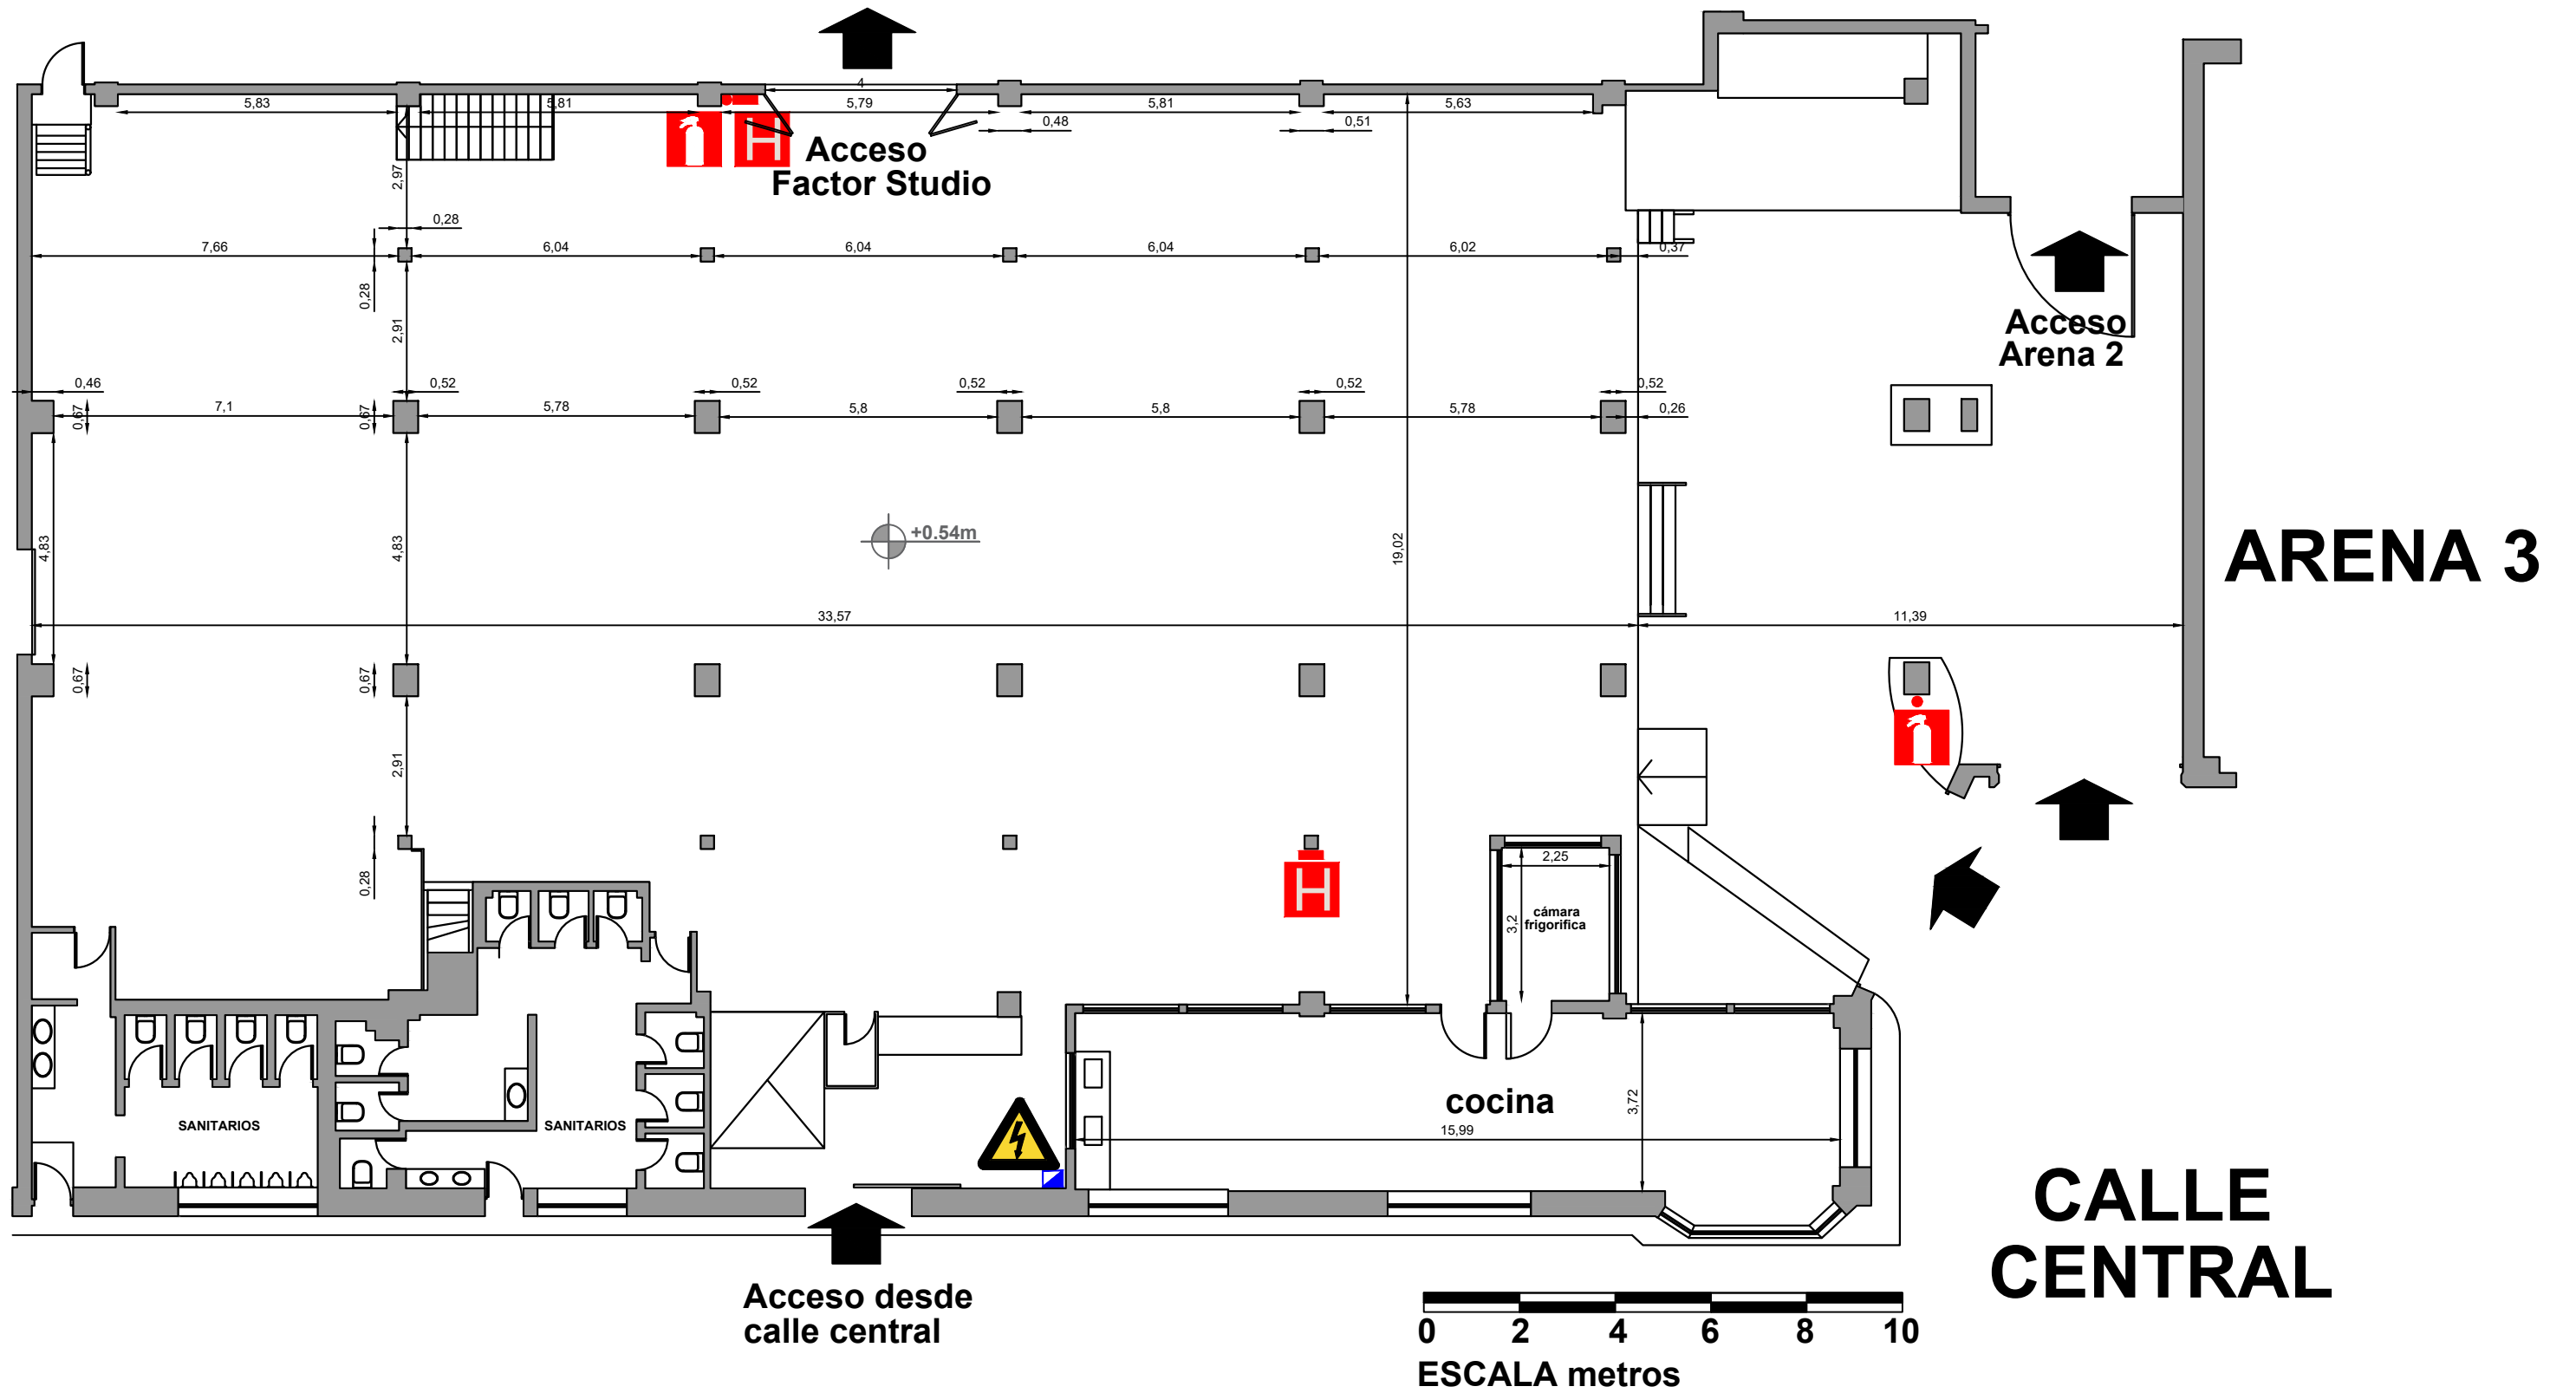 4
5,83
5,81
5,79
5,81
5,63
0,48
0,51
H
Acceso
Factor Studio
2,97
0,28
7,66
6,04
6,04
6,04
6,02
0,37
0,28
2,91
Acceso
Arena 2
0,46
0,52
0,52
0,52
0,52
0,52
0,67
7,1
0,67
5,78
5,8
5,8
5,78
0,26
4,83
4,83
+0.54m
19,02
ARENA 3
33,57
11,39
0,67
0,67
2,91
0,28
2,25
3,2
cámara
frigorifica
H
cocina
3,72
15,99
SANITARIOS
SANITARIOS
CALLE
CENTRAL
Acceso desde
calle central
0 2 4 6 8 10
ESCALA metros